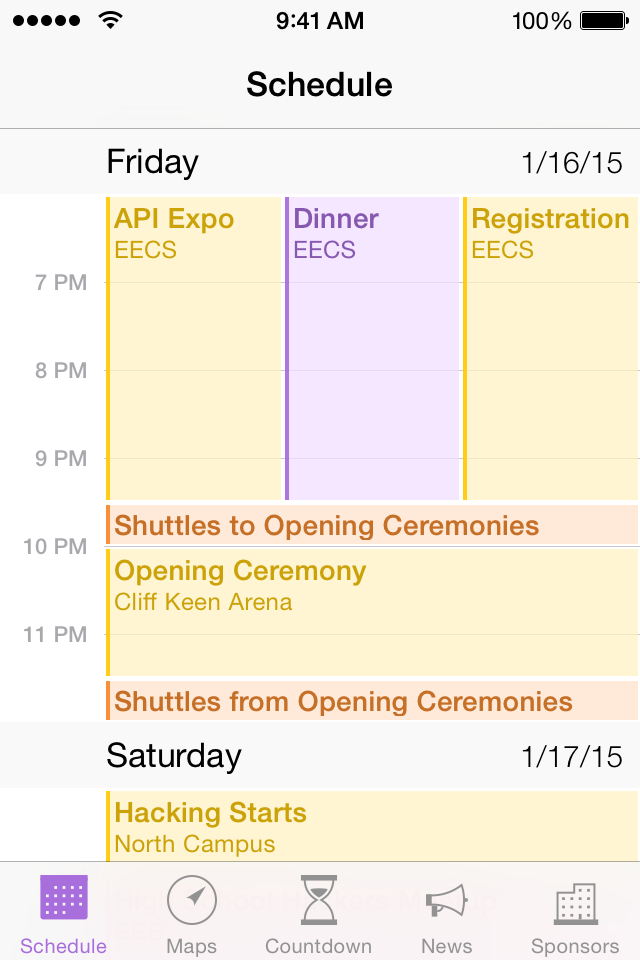 9:41 AM
100%
Schedule
Friday
1/16/15
API Expo
EECS
Dinner
EECS
Registration
EECS
7 PM
8 PM
9 PM
Shuttles to Opening Ceremonies
10 PM
Opening Ceremony
Cliff Keen Arena
11 PM
Shuttles from Opening Ceremonies
Saturday
1/17/15
Hacking Starts
North Campus
Schedule
Maps
Countdown
News
Sponsors